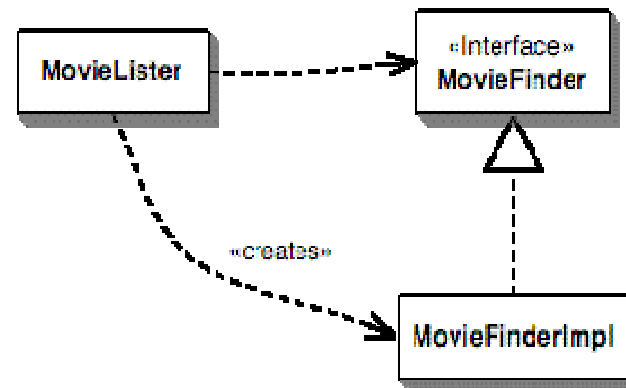 MovieLister
«Interface»
MovieFinder
«creates»
MovieFinderImpl